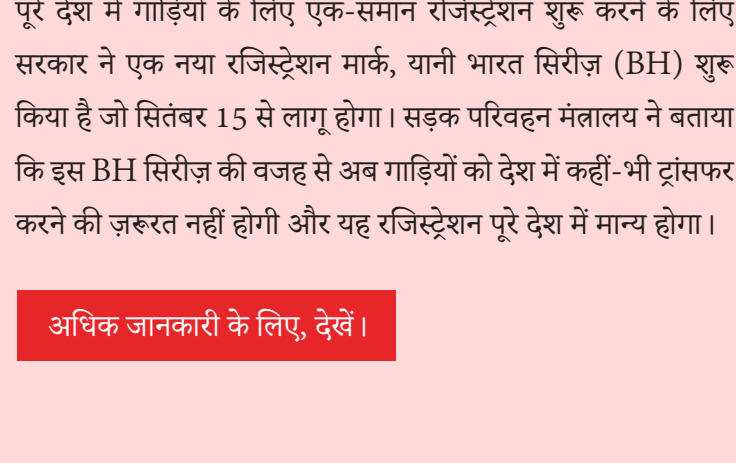 पूरे देश में गाड़ियों के लिए एक-समान रजिस्ट्रेशन शुरू करने के लिए
सरकार ने एक नया रजिस्ट्रेशन मार्क, यानी भारत सिरीज़ (BH) शुरू
किया है जो सितंबर 15 से लागू होगा। सड़क परिवहन मंत्रालय ने बताया
कि इस BH सिरीज़ की वजह से अब गाड़ियों को देश में कहीं-भी ट्रांसफर
करने की ज़रूरत नहीं होगी और यह रजिस्ट्रेशन पूरे देश में मान्य होगा।
अधिक जानकारी के लिए, देखें।